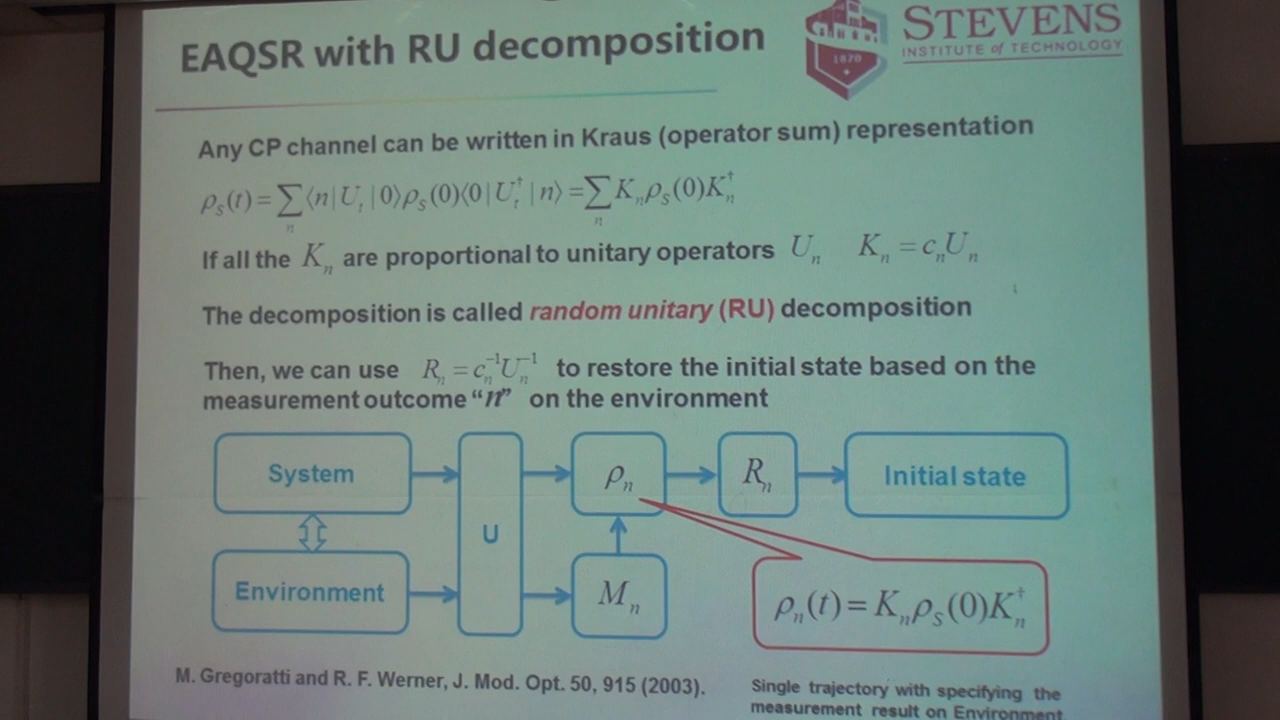 EAQSR with RU decomposition
STEVENS
INSTITUTE of TECHNOLOGY
1870
Any CP channel can be written in Kraus (operator sum) representation
ρ_S(t) = ∑_n ⟨n|U_t|0⟩ρ_S(0)⟨0|U_t^†|n⟩ = ∑_n K_n ρ_S(0) K_n^†
If all the K_n are proportional to unitary operators U_n K_n = c_n U_n
The decomposition is called random unitary (RU) decomposition
Then, we can use R_n = c_n^{-1} U_n^{-1} to restore the initial state based on the
measurement outcome “n” on the environment
System
U
ρ_n
R_n
Initial state
Environment
M_n
ρ_n(t) = K_n ρ_S(0) K_n^†
M. Gregoratti and R. F. Werner, J. Mod. Opt. 50, 915 (2003).
Single trajectory with specifying the
measurement result on Environment